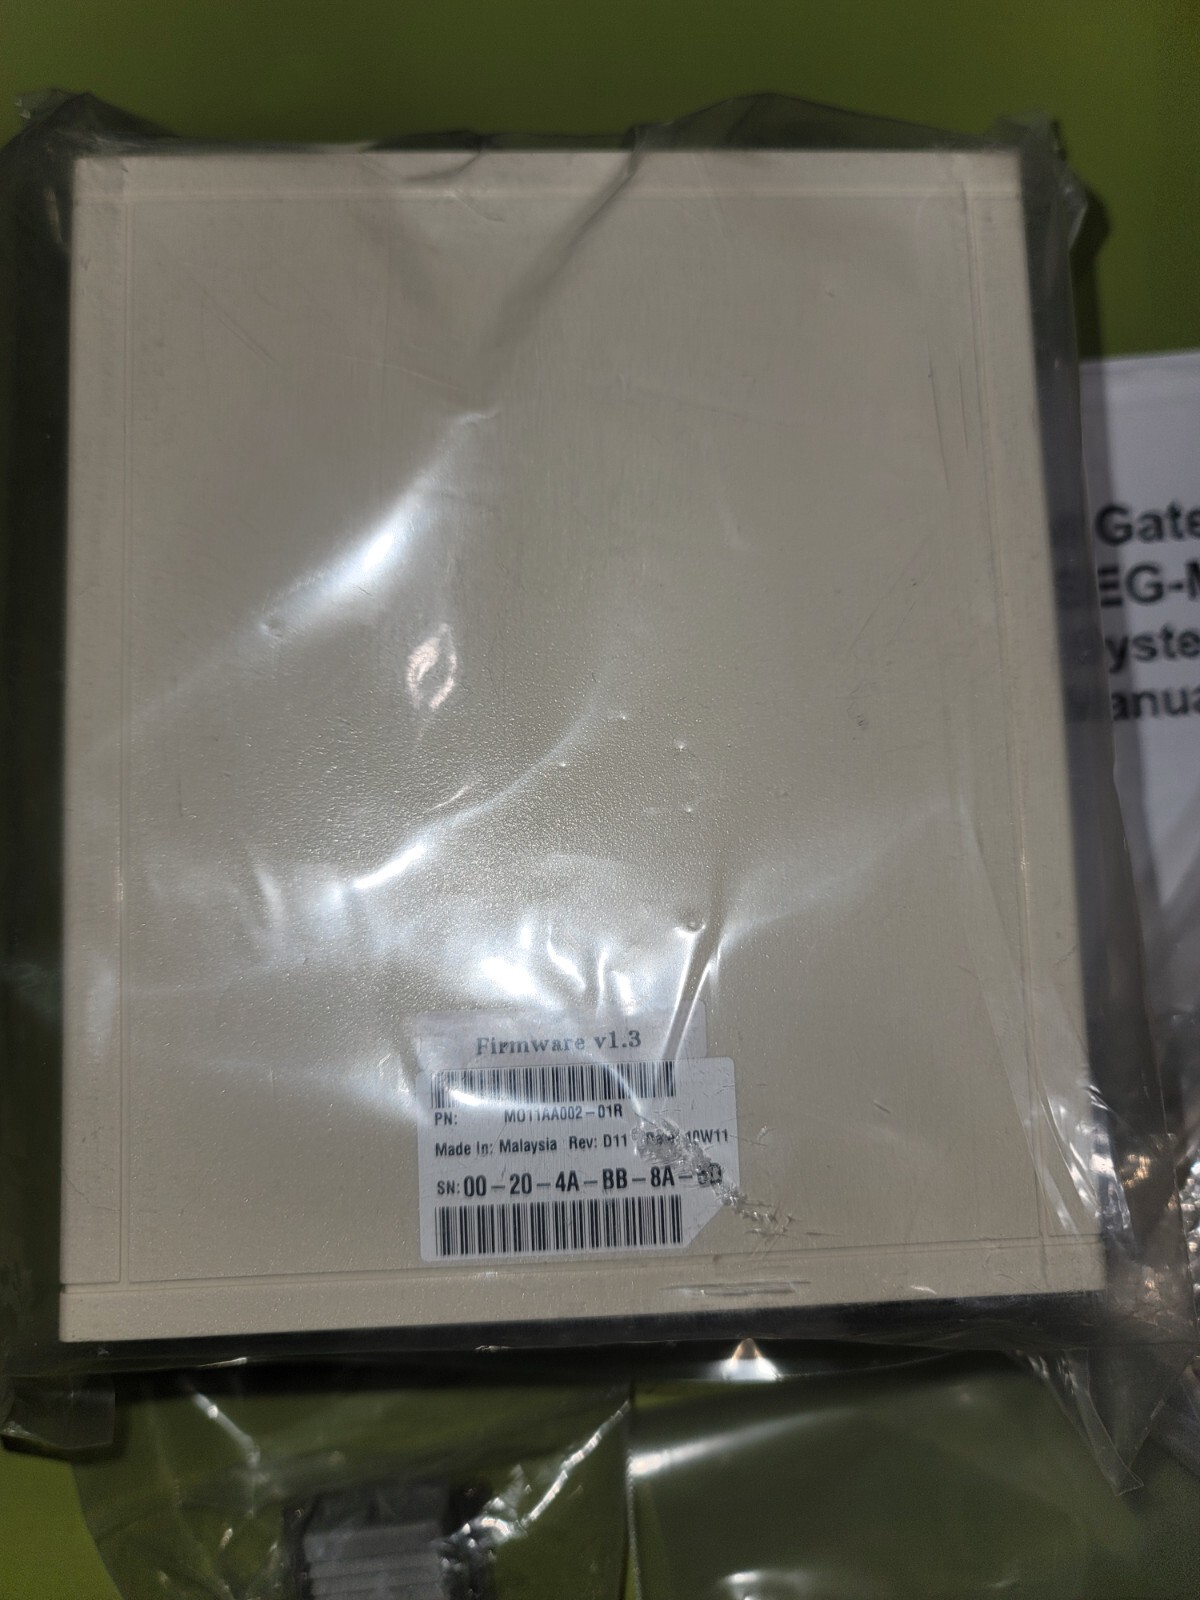 Gate
EG-M
yste
anua
Firmware v1.3
PN: M011AA002-01R
Made In: Malaysia Rev: D11 10W11
SN: 00-20-4A-BB-8A-